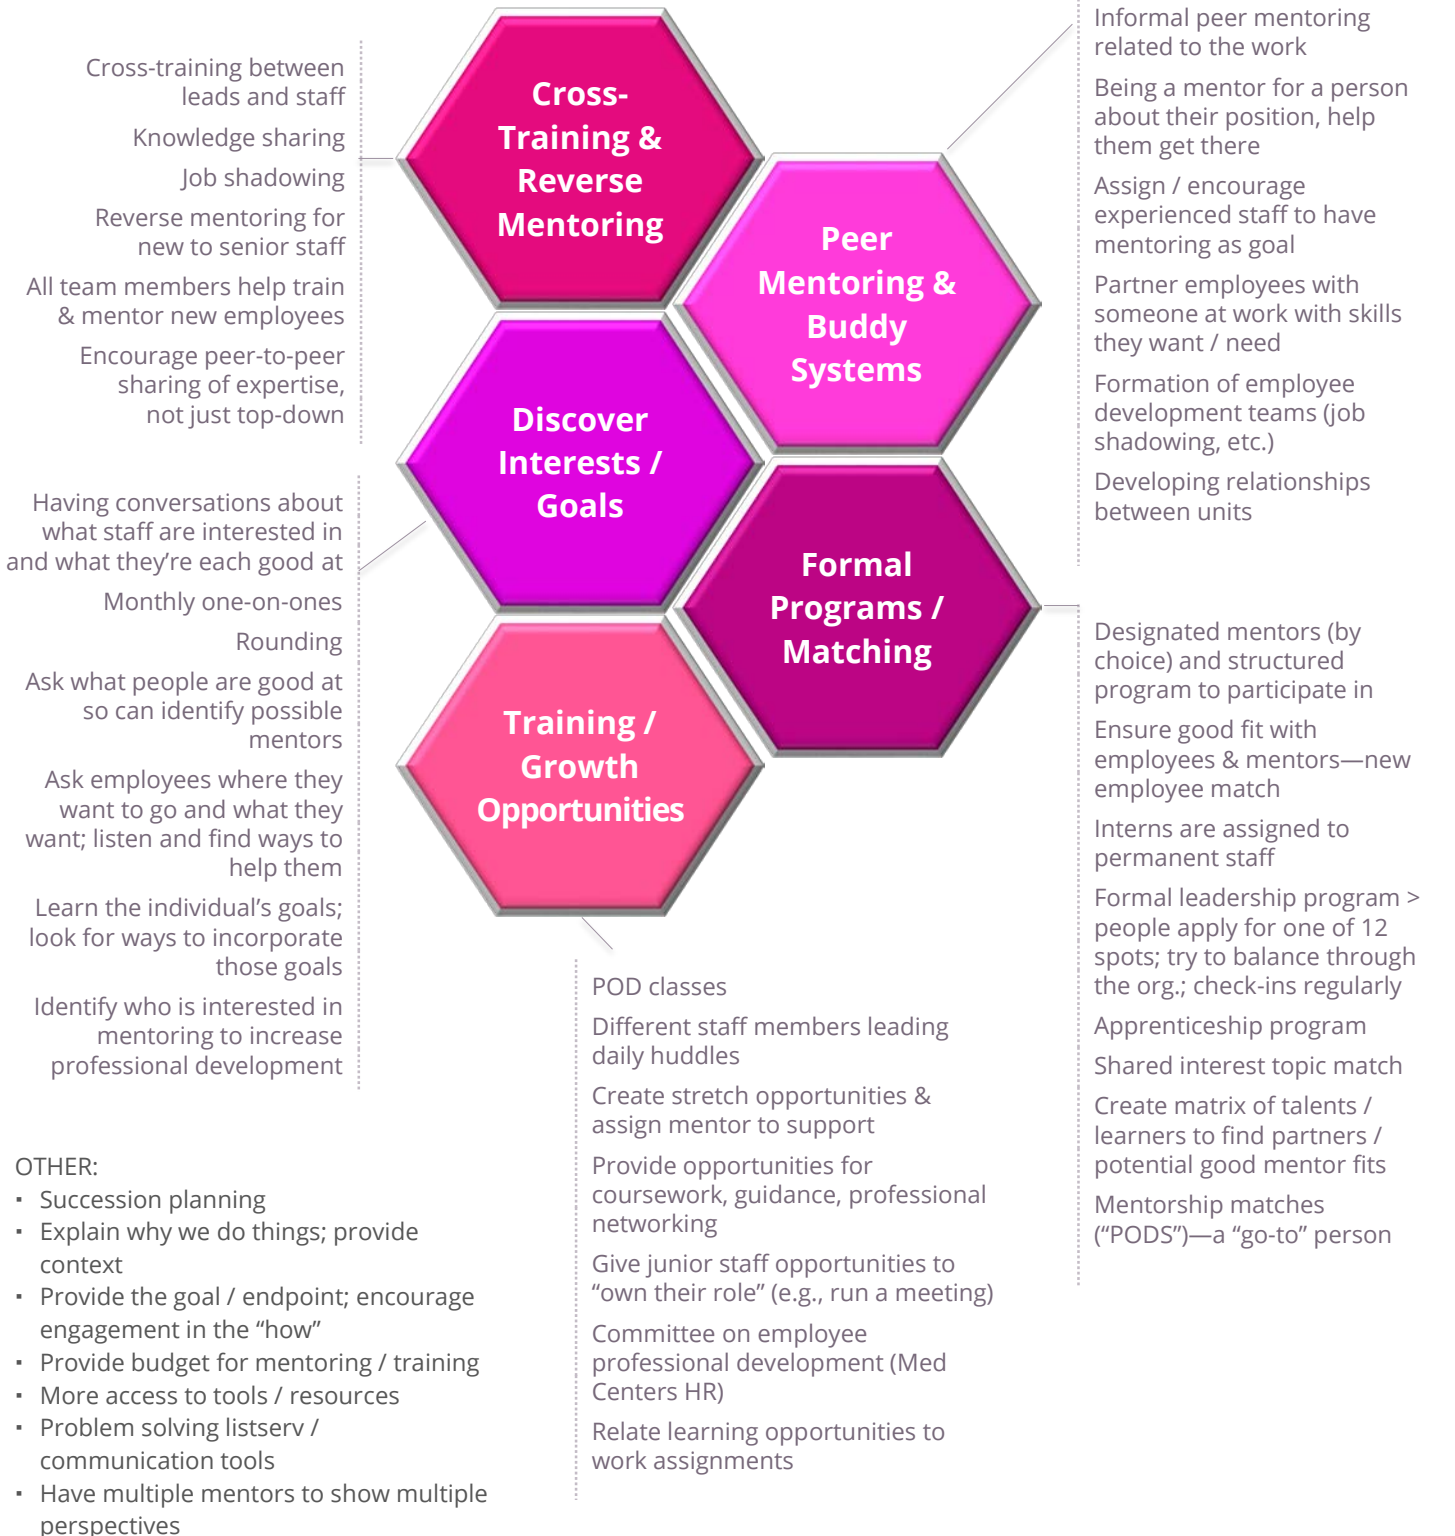 Cross-training between
leads and staff
Knowledge sharing
Job shadowing
Reverse mentoring for
new to senior staff
All team members help train
& mentor new employees
Encourage peer-to-peer
sharing of expertise,
not just top-down
Cross-
Training &
Reverse
Mentoring
Informal peer mentoring
related to the work
Being a mentor for a person
about their position, help
them get there
Assign / encourage
experienced staff to have
mentoring as goal
Partner employees with
someone at work with skills
they want / need
Formation of employee
development teams (job
shadowing, etc.)
Developing relationships
between units
Peer
Mentoring &
Buddy
Systems
Discover
Interests /
Goals
Having conversations about
what staff are interested in
and what they’re each good at
Monthly one-on-ones
Rounding
Ask what people are good at
so can identify possible
mentors
Ask employees where they
want to go and what they
want; listen and find ways to
help them
Learn the individual’s goals;
look for ways to incorporate
those goals
Identify who is interested in
mentoring to increase
professional development
Formal
Programs /
Matching
Designated mentors (by
choice) and structured
program to participate in
Ensure good fit with
employees & mentors—new
employee match
Interns are assigned to
permanent staff
Formal leadership program >
people apply for one of 12
spots; try to balance through
the org.; check-ins regularly
Apprenticeship program
Shared interest topic match
Create matrix of talents /
learners to find partners /
potential good mentor fits
Mentorship matches
(“PODS”)—a “go-to” person
Training /
Growth
Opportunities
POD classes
Different staff members leading
daily huddles
Create stretch opportunities &
assign mentor to support
Provide opportunities for
coursework, guidance, professional
networking
Give junior staff opportunities to
“own their role” (e.g., run a meeting)
Committee on employee
professional development (Med
Centers HR)
Relate learning opportunities to
work assignments
OTHER:
▪ Succession planning
▪ Explain why we do things; provide
context
▪ Provide the goal / endpoint; encourage
engagement in the “how”
▪ Provide budget for mentoring / training
▪ More access to tools / resources
▪ Problem solving listserv /
communication tools
▪ Have multiple mentors to show multiple
perspectives